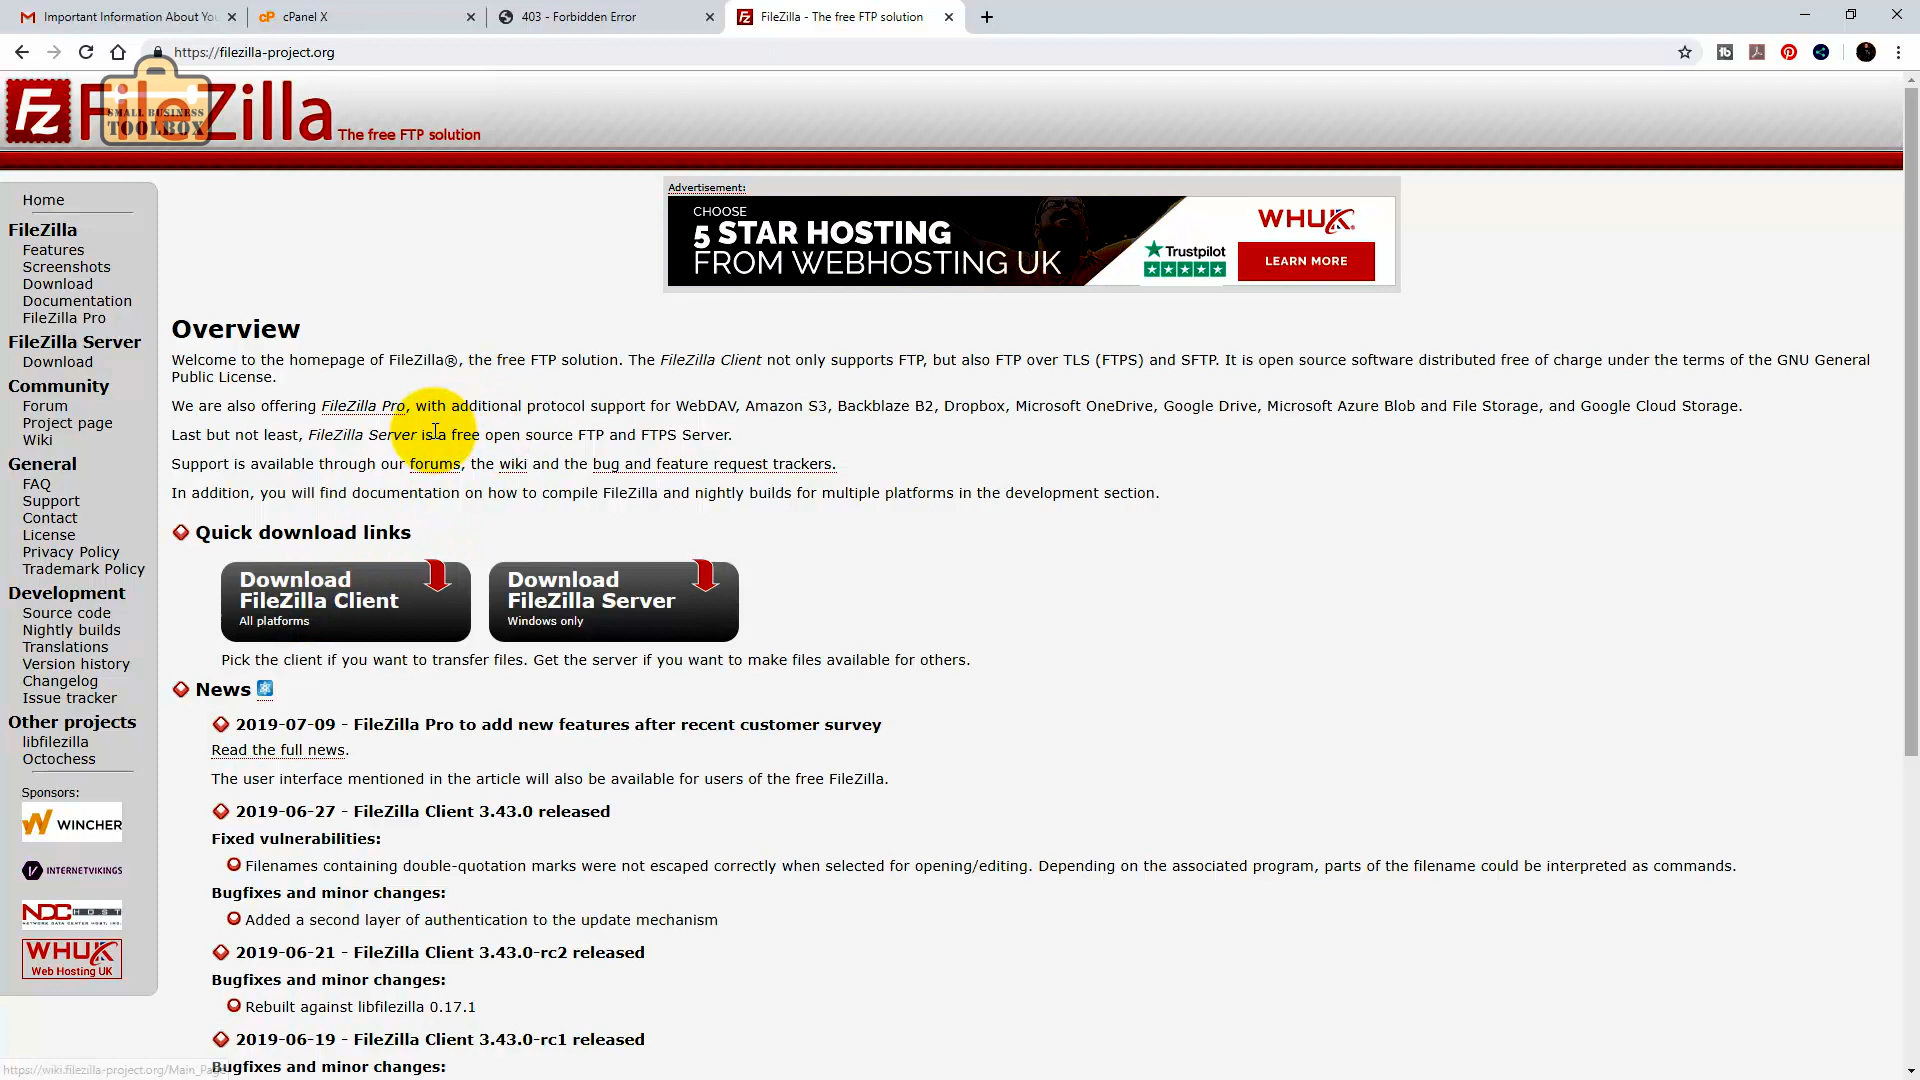 Important Information About You
cPanel X
403 - Forbidden Error
FileZilla - The free FTP solution
https://filezilla-project.org
FileZilla The free FTP solution
SMALL BUSINESS
TOOLBOX
Home
FileZilla
Features
Screenshots
Download
Documentation
FileZilla Pro
FileZilla Server
Download
Community
Forum
Project page
Wiki
General
FAQ
Support
Contact
License
Privacy Policy
Trademark Policy
Development
Source code
Nightly builds
Translations
Version history
Changelog
Issue tracker
Other projects
libfilezilla
Octochess
Sponsors:
WINCHER
INTERNETVIKINGS
NDC HOST
NETWORK DATA CENTER HOST, INC.
WHUK
Web Hosting UK
Advertisement:
CHOOSE
5 STAR HOSTING
FROM WEBHOSTING UK
Trustpilot
WHUK
LEARN MORE
Overview
Welcome to the homepage of FileZilla®, the free FTP solution. The FileZilla Client not only supports FTP, but also FTP over TLS (FTPS) and SFTP. It is open source software distributed free of charge under the terms of the GNU General
Public License.
We are also offering FileZilla Pro, with additional protocol support for WebDAV, Amazon S3, Backblaze B2, Dropbox, Microsoft OneDrive, Google Drive, Microsoft Azure Blob and File Storage, and Google Cloud Storage.
Last but not least, FileZilla Server is a free open source FTP and FTPS Server.
Support is available through our forums, the wiki and the bug and feature request trackers.
In addition, you will find documentation on how to compile FileZilla and nightly builds for multiple platforms in the development section.
Quick download links
Download
FileZilla Client
All platforms
Download
FileZilla Server
Windows only
Pick the client if you want to transfer files. Get the server if you want to make files available for others.
News
2019-07-09 - FileZilla Pro to add new features after recent customer survey
Read the full news.
The user interface mentioned in the article will also be available for users of the free FileZilla.
2019-06-27 - FileZilla Client 3.43.0 released
Fixed vulnerabilities:
Filenames containing double-quotation marks were not escaped correctly when selected for opening/editing. Depending on the associated program, parts of the filename could be interpreted as commands.
Bugfixes and minor changes:
Added a second layer of authentication to the update mechanism
2019-06-21 - FileZilla Client 3.43.0-rc2 released
Bugfixes and minor changes:
Rebuilt against libfilezilla 0.17.1
2019-06-19 - FileZilla Client 3.43.0-rc1 released
Bugfixes and minor changes:
https://wiki.filezilla-project.org/Main_Page